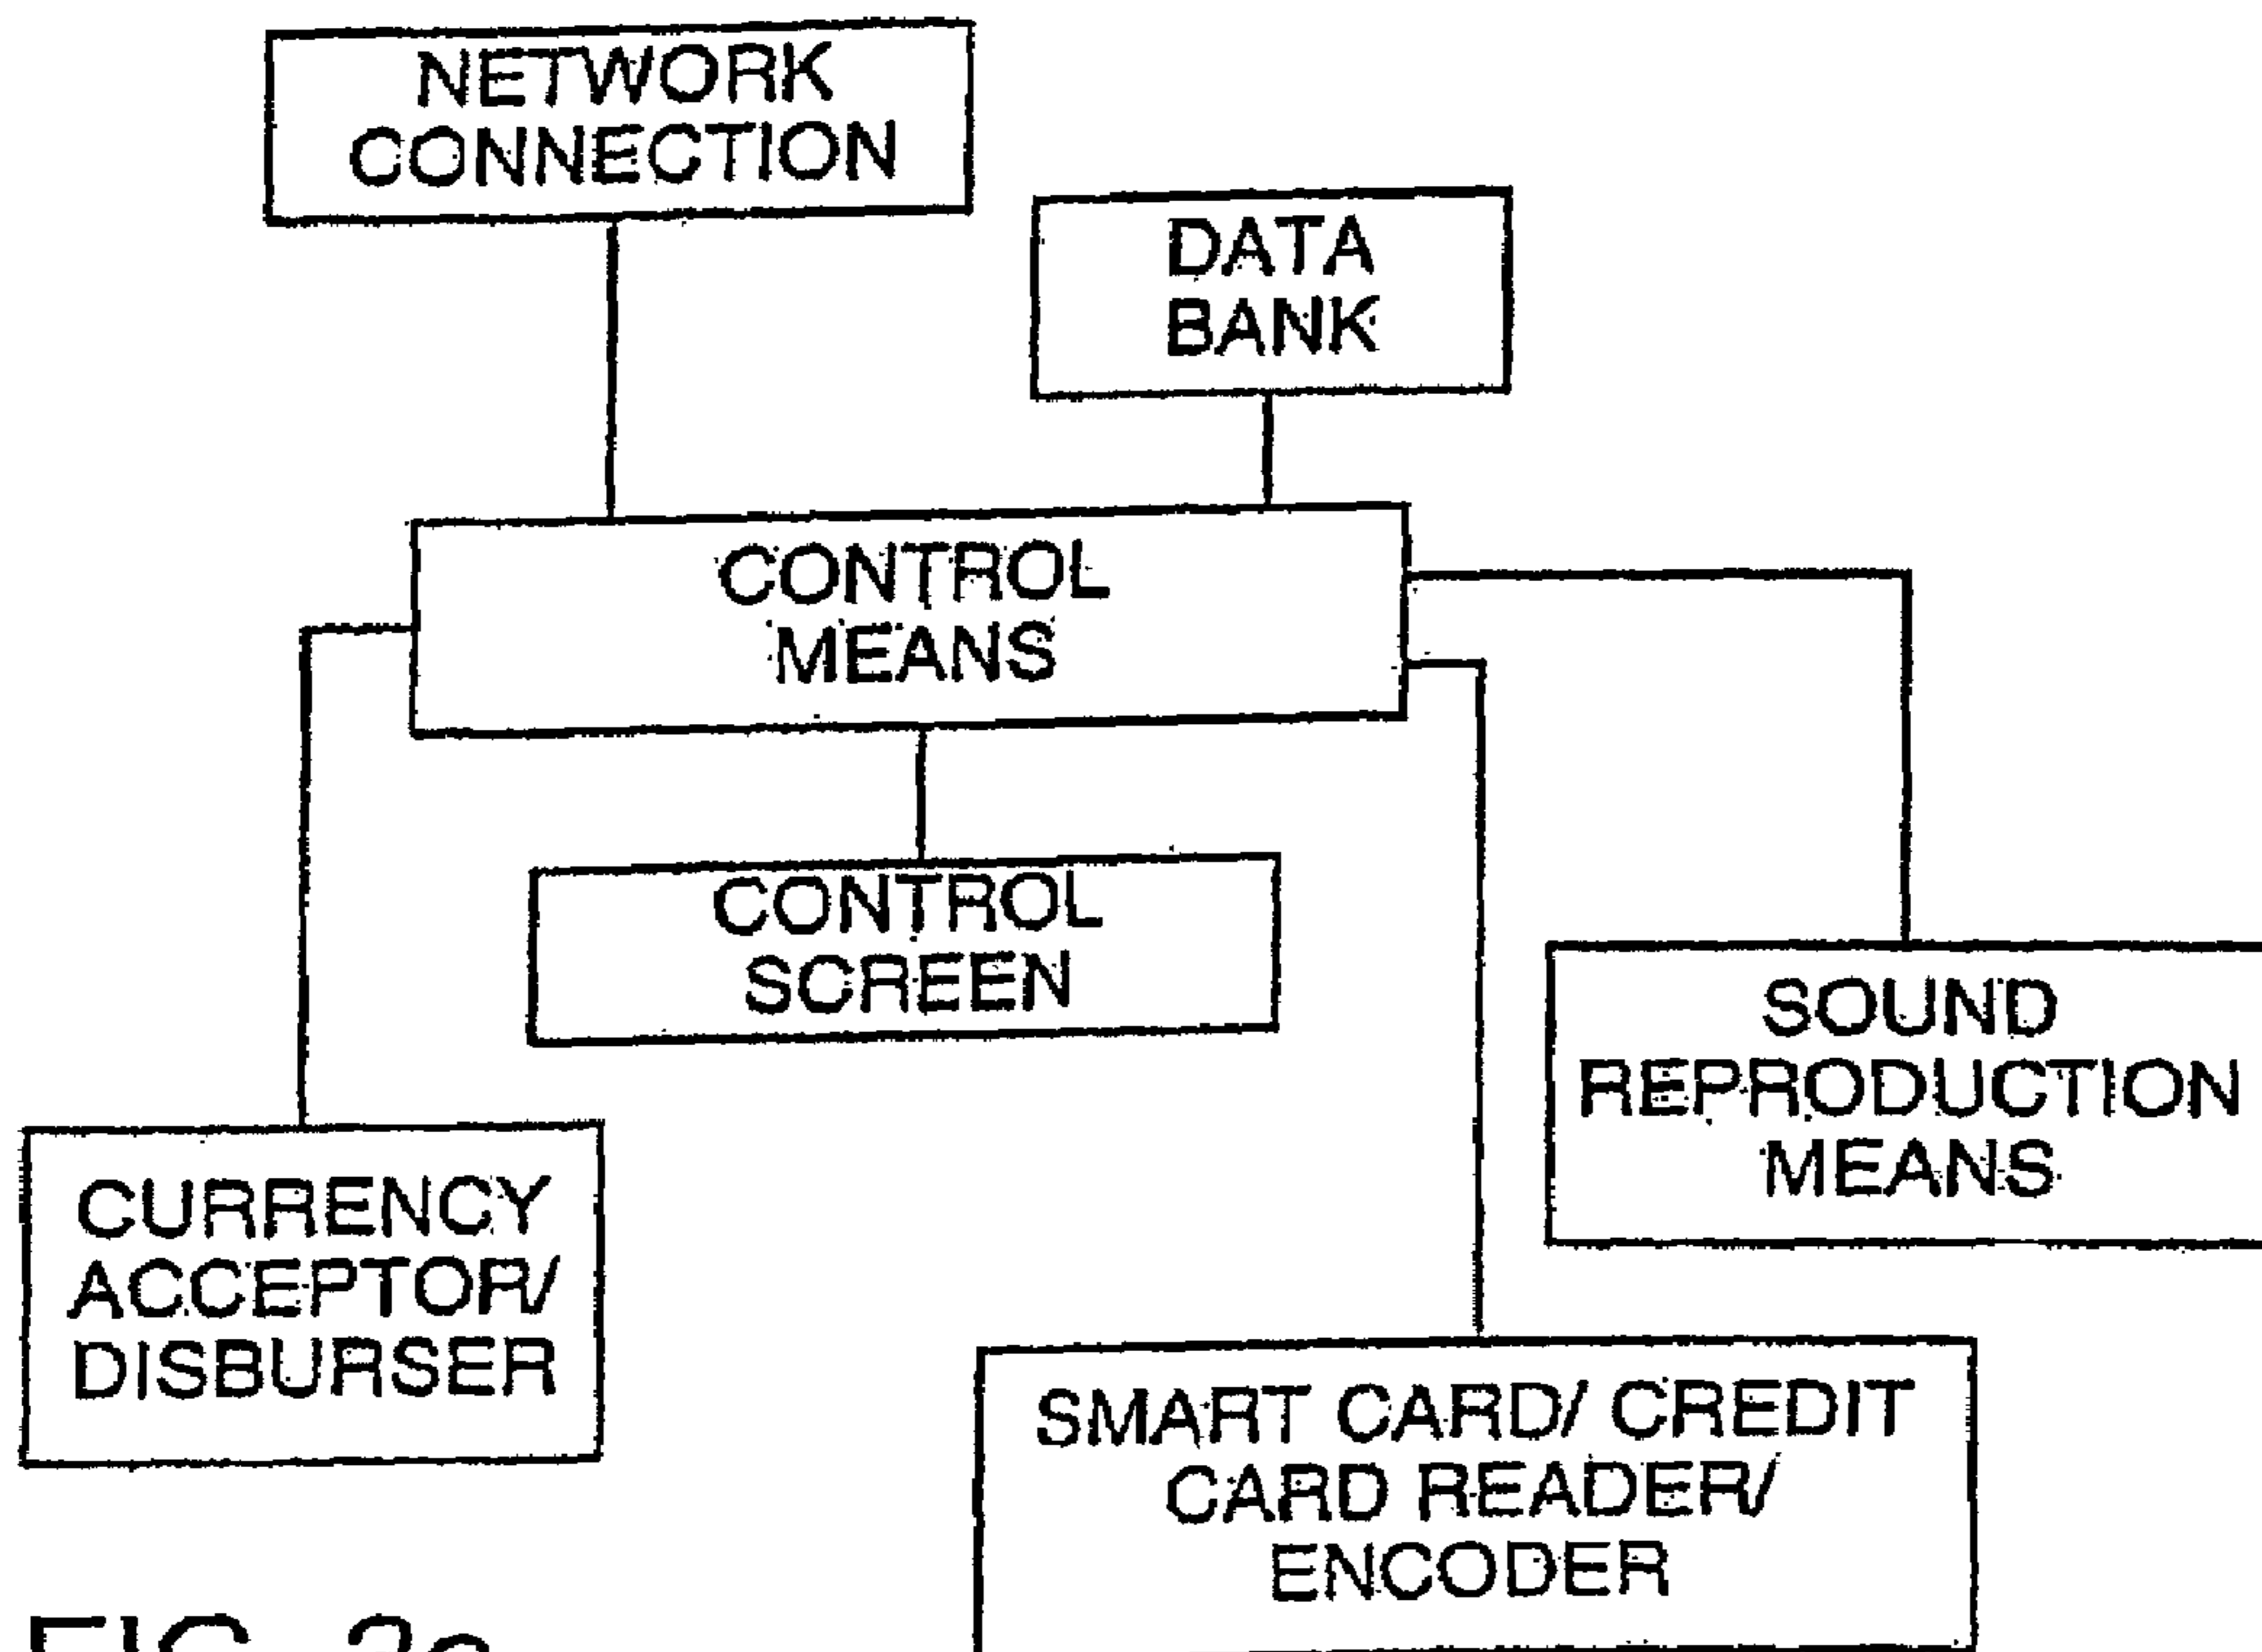 NETWORK
CONNECTION
DATA
BANK
CONTROL
MEANS
CONTROL
SCREEN
SOUND
REPRODUCTION
MEANS
CURRENCY
ACCEPTOR/
DISBURSER
SMART CARD/ CREDIT
CARD READER/
ENCODER
FIG.